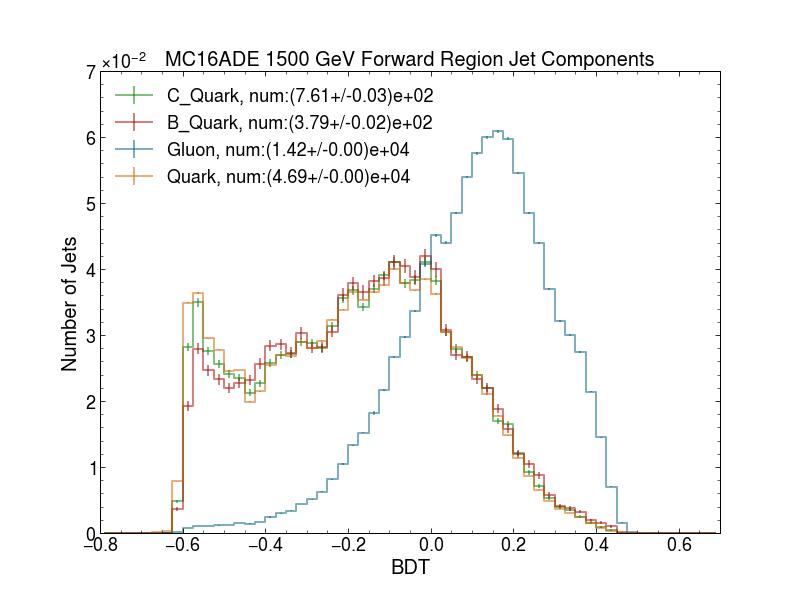 ×10⁻² MC16ADE 1500 GeV Forward Region Jet Components
C_Quark, num:(7.61+/-0.03)e+02
B_Quark, num:(3.79+/-0.02)e+02
Gluon, num:(1.42+/-0.00)e+04
Quark, num:(4.69+/-0.00)e+04
Number of Jets
7
6
5
4
3
2
1
0
−0.8 −0.6 −0.4 −0.2 0.0 0.2 0.4 0.6
BDT